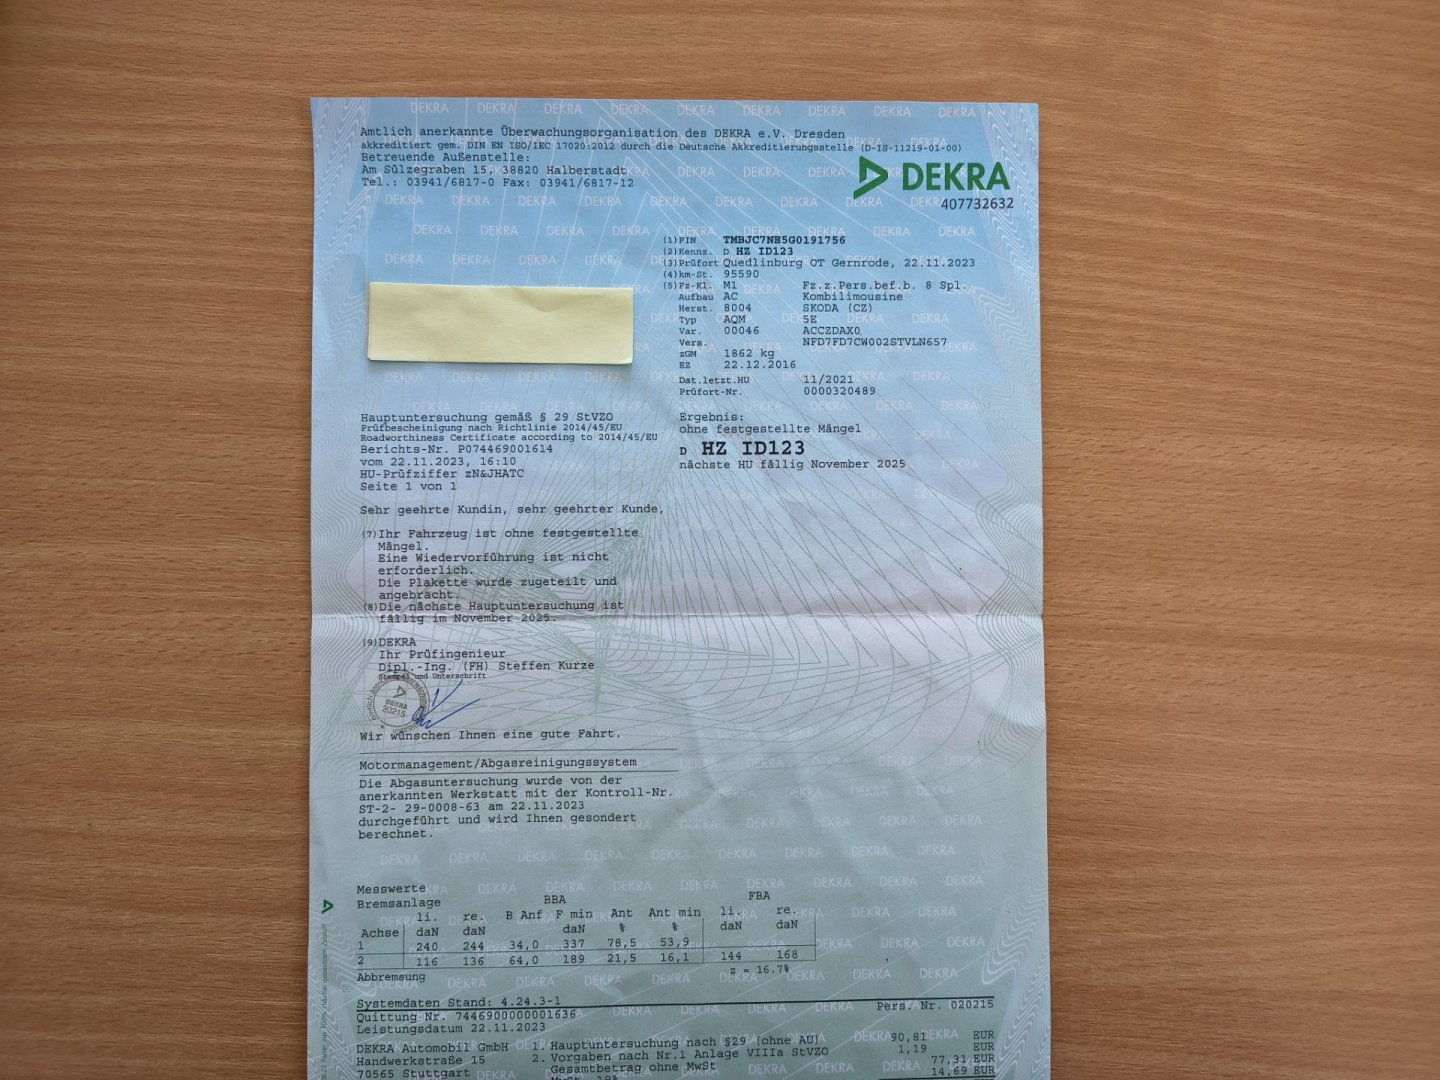 Amtlich anerkannte Überwachungsorganisation des DEKRA e.V. Dresden
akkreditiert gem. DIN EN ISO/IEC 17020:2012 durch die Deutsche Akkreditierungsstelle (D-IS-11219-01-00)
Betreuende Außenstelle:
Am Sülzegraben 15, 38820 Halberstadt
Tel.: 03941/6817-0 Fax: 03941/6817-12
DEKRA
407732632
(1) FIN TMBJC7NE5G0191756
(2) Kennz. D HZ ID123
(3) Prüfort Quedlinburg OT Gernrode, 22.11.2023
(4) km-St. 95590
(5) Fz-Kl. M1 Fz.z.Pers.bef.b. 8 Spl.
Aufbau AC Kombilimousine
Herst. 8004 SKODA (CZ)
Typ AQM 5E
Var. 00046 ACCZDAX0
Vers. NFD7FD7CW002STVLN657
zGM 1862 kg
EZ 22.12.2016
Dat.letzt.HU 11/2021
Prüfort-Nr. 0000320489
Hauptuntersuchung gemäß § 29 StVZO
Prüfbescheinigung nach Richtlinie 2014/45/EU
Roadworthiness Certificate according to 2014/45/EU
Berichts-Nr. P074469001614
vom 22.11.2023, 16:10
HU-Prüfziffer zN&JHATC
Seite 1 von 1
Ergebnis:
ohne festgestellte Mängel
D HZ ID123
nächste HU fällig November 2025
Sehr geehrte Kundin, sehr geehrter Kunde,
(7) Ihr Fahrzeug ist ohne festgestellte
Mängel.
Eine Wiedervorführung ist nicht
erforderlich.
Die Plakette wurde zugeteilt und
angebracht.
(8) Die nächste Hauptuntersuchung ist
fällig im November 2025.
(9) DEKRA
Ihr Prüfingenieur
Dipl.-Ing. (FH) Steffen Kurze
Stempel und Unterschrift
DEKRA
20215
Wir wünschen Ihnen eine gute Fahrt.
Motormanagement/Abgasreinigungssystem
Die Abgasuntersuchung wurde von der
anerkannten Werkstatt mit der Kontroll-Nr.
ST-2- 29-0008-63 am 22.11.2023
durchgeführt und wird Ihnen gesondert
berechnet.
Messwerte
Bremsanlage BBA FBA
li. re. B Anf F min Ant Ant min li. re.
Achse daN daN daN % % daN daN
1 240 244 34,0 337 78,5 53,9
2 116 136 64,0 189 21,5 16,1 144 168
Abbremsung z = 16.7%
Systemdaten Stand: 4.24.3-1 Pers. Nr. 020215
Quittung Nr. 7446900000001636
Leistungsdatum 22.11.2023
DEKRA Automobil GmbH 1. Hauptuntersuchung nach §29 (ohne AU) 90,81 EUR
Handwerkstraße 15 2. Vorgaben nach Nr.1 Anlage VIIIa StVZO 1,19 EUR
70565 Stuttgart Gesamtbetrag ohne MwSt 77,31 EUR
MwSt. 19% 14,69 EUR